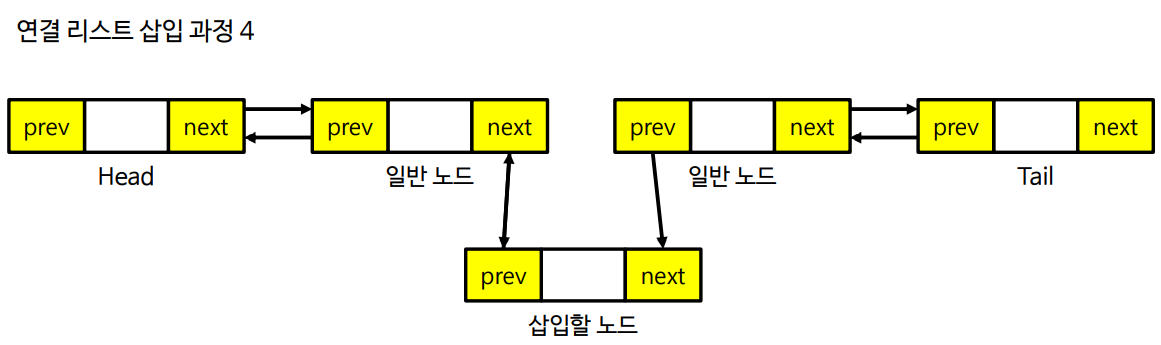 연결 리스트 삽입 과정 4
prev next prev next prev next prev next
Head 일반 노드 일반 노드 Tail
prev next
삽입할 노드